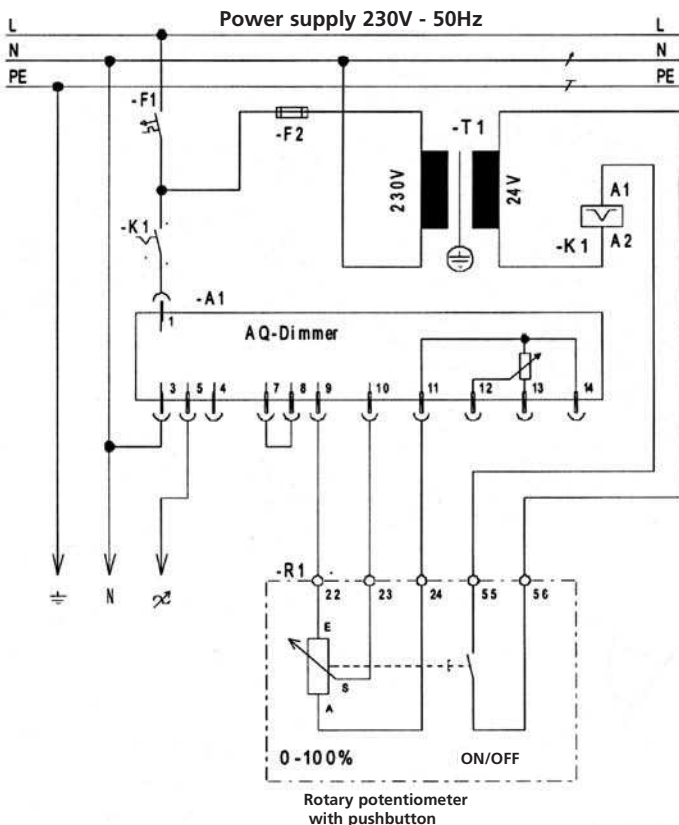 Power supply 230V - 50Hz
L L
N N
PE PE
-F1
-F2
-T1
230V
24V
A1
-K1
A2
-K1
-A1
1
AQ-Dimmer
3 5 4 7 8 9 10 11 12 13 14
N
-R1
22 23 24 55 56
E
S
A
0-100% ON/OFF
Rotary potentiometer
with pushbutton